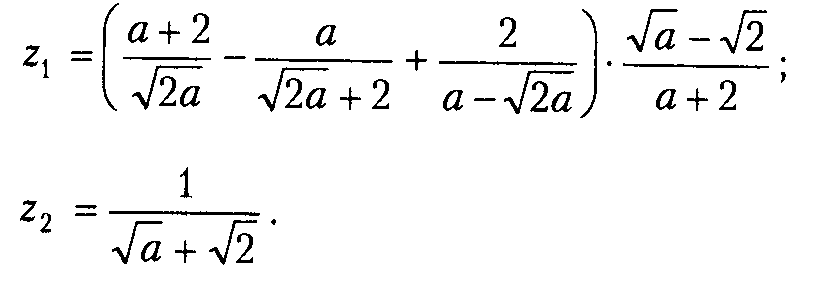 z₁ = ( (a + 2)/√(2a) − a/(√(2a) + 2) + 2/(a − √(2a)) ) · (√a − √2)/(a + 2) ;
z₂ = 1/(√a + √2) .